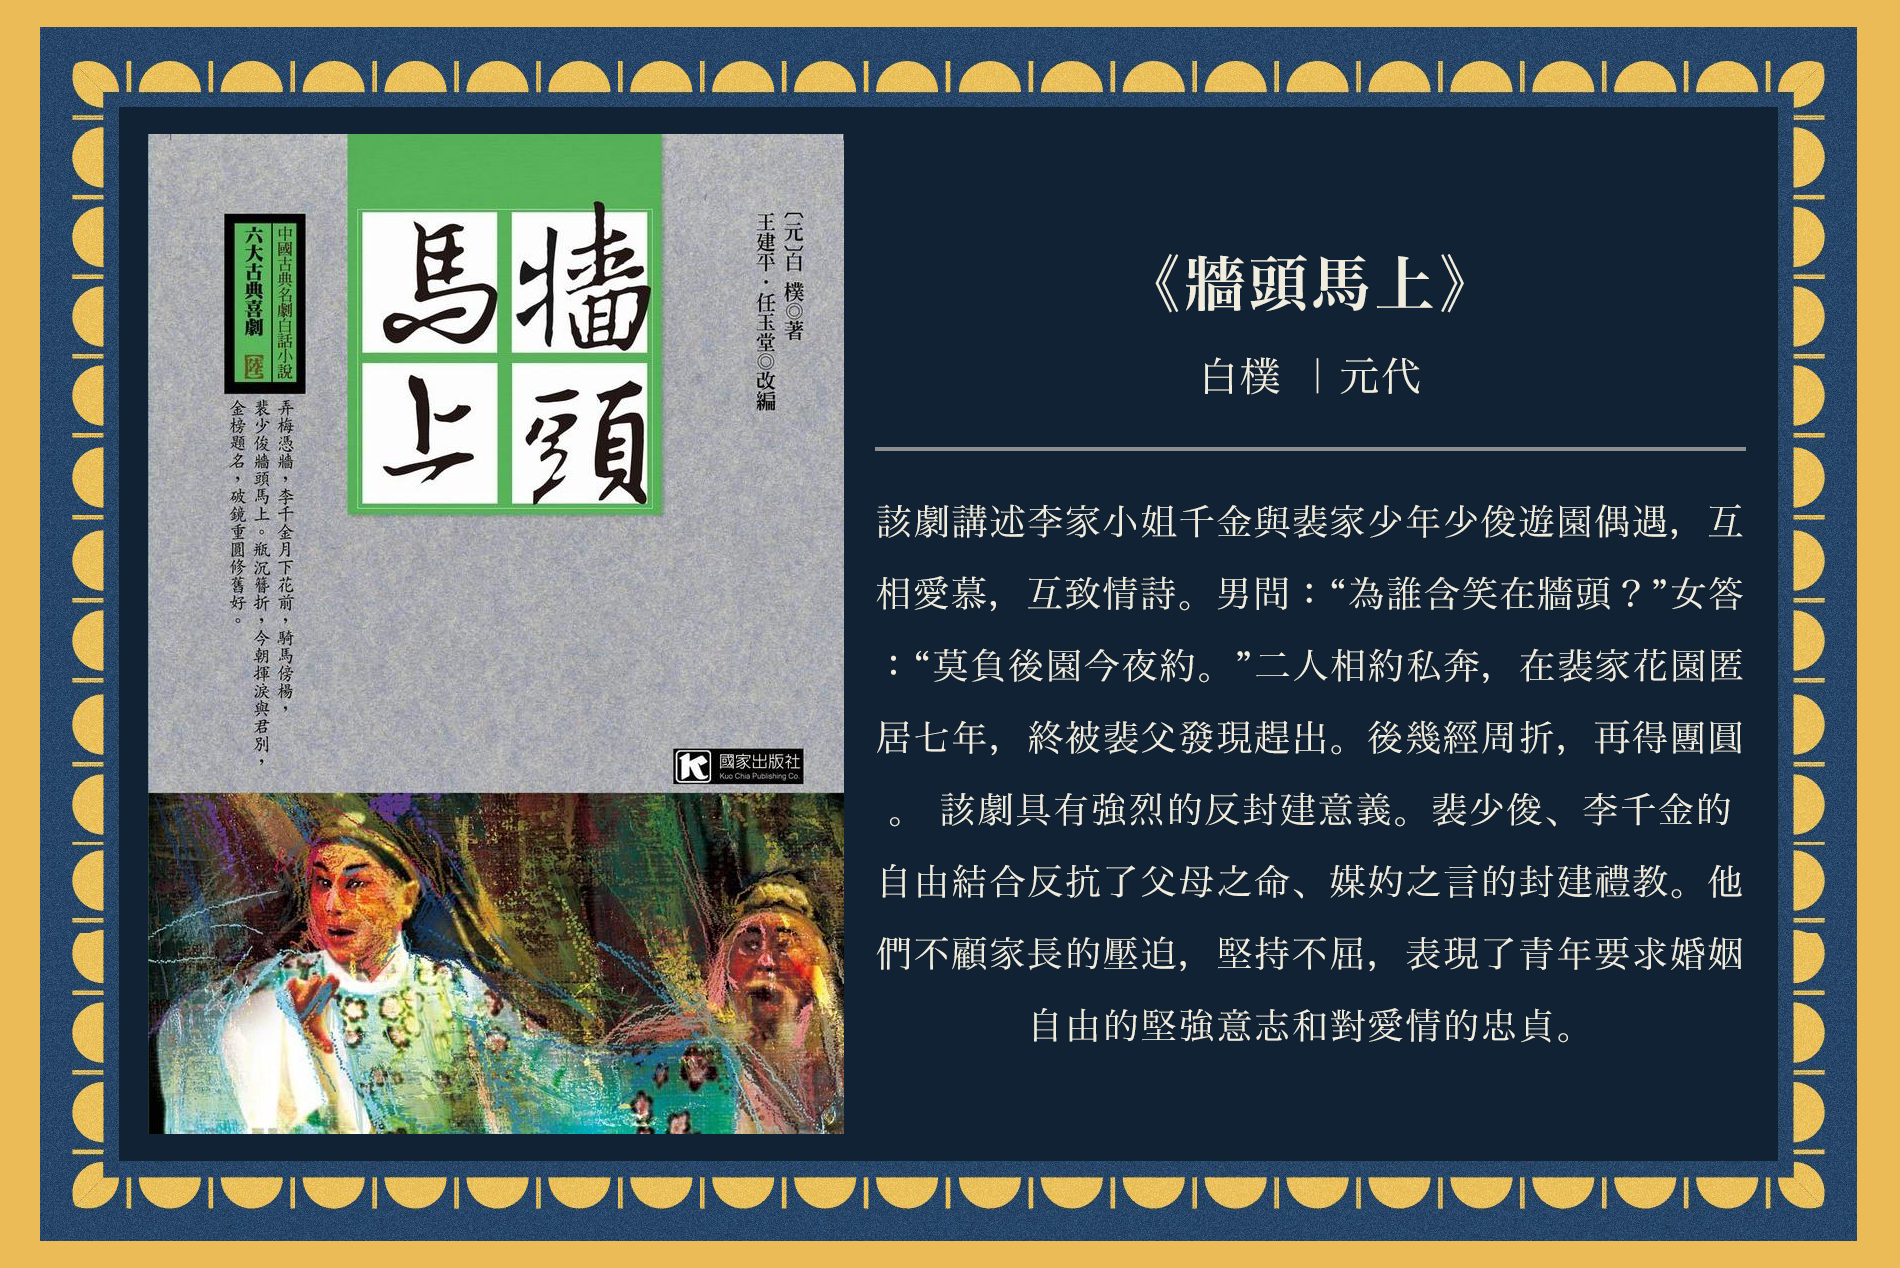 〔元〕白 樸◎著
王建平·任玉堂◎改編
牆頭
馬上
中國古典名劇白話小說
六大古典喜劇 陸
弄梅憑牆，李千金月下花前，騎馬傍楊，
裴少俊牆頭馬上。瓶沉簪折，今朝揮淚與君別，
金榜題名，破鏡重圓修舊好。
國家出版社
Kuo Chia Publishing Co.
《牆頭馬上》
白樸 ｜元代
該劇講述李家小姐千金與裴家少年少俊遊園偶遇，互
相愛慕，互致情詩。男問：“為誰含笑在牆頭？”女答
：“莫負後園今夜約。”二人相約私奔，在裴家花園匿
居七年，終被裴父發現趕出。後幾經周折，再得團圓
。 該劇具有強烈的反封建意義。裴少俊、李千金的
自由結合反抗了父母之命、媒妁之言的封建禮教。他
們不顧家長的壓迫，堅持不屈，表現了青年要求婚姻
自由的堅強意志和對愛情的忠貞。